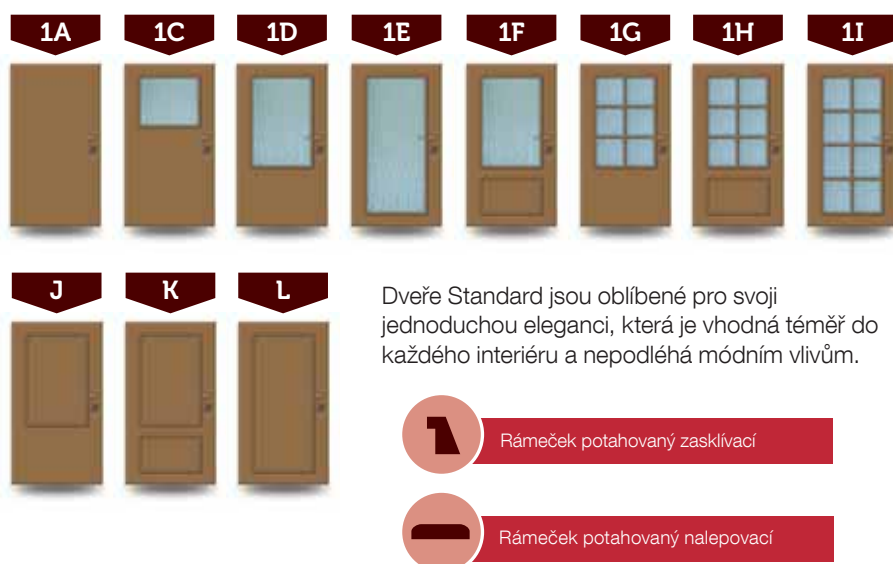 1A 1C 1D 1E 1F 1G 1H 1I
J K L
Dveře Standard jsou oblíbené pro svoji
jednoduchou eleganci, která je vhodná téměř do
každého interiéru a nepodléhá módním vlivům.
Rámeček potahovaný zasklívací
Rámeček potahovaný nalepovací